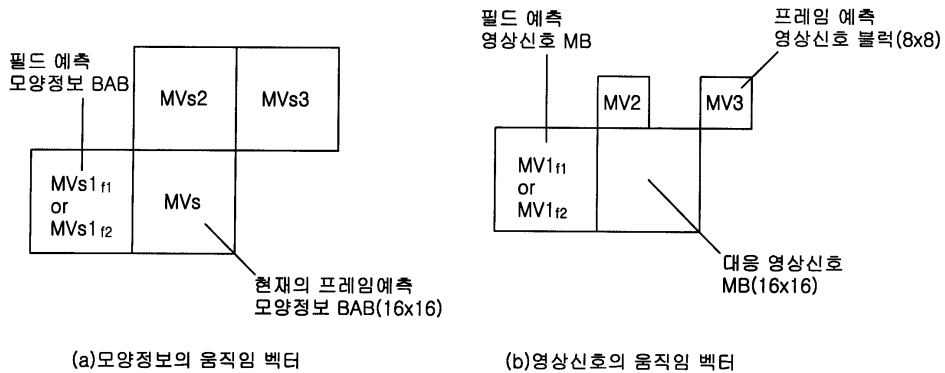 필드 예측
모양정보 BAB
MVs2
MVs3
MVs1f1
or
MVs1f2
MVs
현재의 프레임예측
모양정보 BAB(16x16)
(a)모양정보의 움직임 벡터
필드 예측
영상신호 MB
프레임 예측
영상신호 블럭(8x8)
MV2
MV3
MV1f1
or
MV1f2
대응 영상신호
MB(16x16)
(b)영상신호의 움직임 벡터